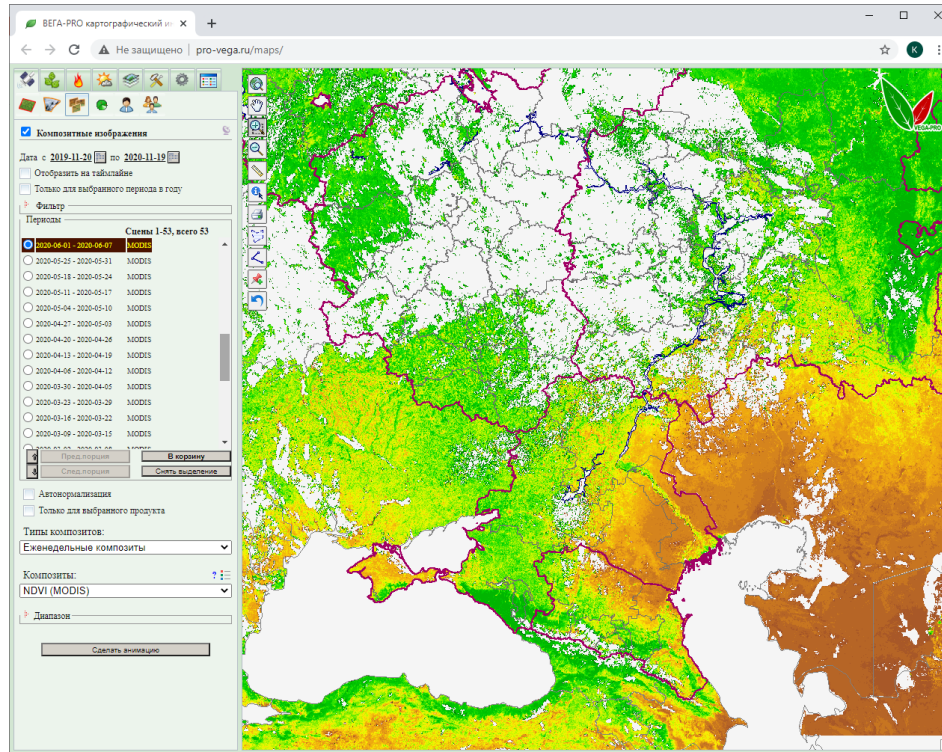 ВЕГА-PRO картографический ин
Не защищено | pro-vega.ru/maps/
K
VEGA-PRO
Композитные изображения
Дата с 2019-11-20 по 2020-11-19
Отобразить на таймлайне
Только для выбранного периода в году
Фильтр
Периоды
Сцены 1-53, всего 53
2020-06-01 - 2020-06-07 MODIS
2020-05-25 - 2020-05-31 MODIS
2020-05-18 - 2020-05-24 MODIS
2020-05-11 - 2020-05-17 MODIS
2020-05-04 - 2020-05-10 MODIS
2020-04-27 - 2020-05-03 MODIS
2020-04-20 - 2020-04-26 MODIS
2020-04-13 - 2020-04-19 MODIS
2020-04-06 - 2020-04-12 MODIS
2020-03-30 - 2020-04-05 MODIS
2020-03-23 - 2020-03-29 MODIS
2020-03-16 - 2020-03-22 MODIS
2020-03-09 - 2020-03-15 MODIS
2020-03-02 - 2020-03-08 MODIS
Пред.порция В корзину
След.порция Снять выделение
Автонормализация
Только для выбранного продукта
Типы композитов:
Еженедельные композиты
Композиты: ?
NDVI (MODIS)
Диапазон
Сделать анимацию